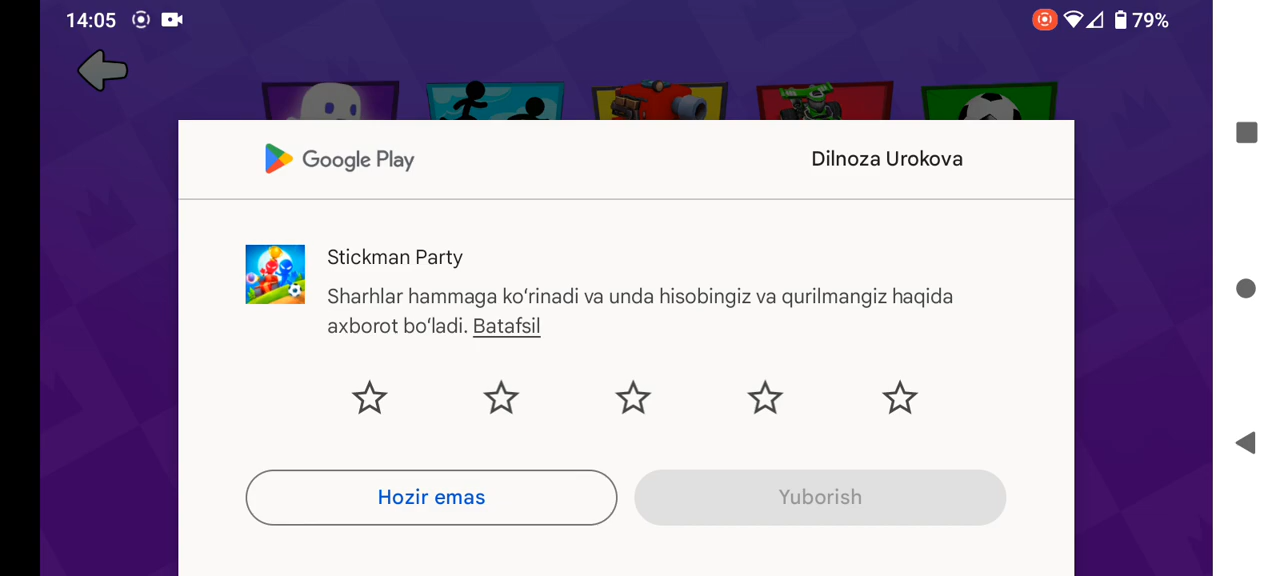 14:05
79%
Google Play
Dilnoza Urokova
Stickman Party
Sharhlar hammaga koʻrinadi va unda hisobingiz va qurilmangiz haqida
axborot boʻladi. Batafsil
Hozir emas
Yuborish